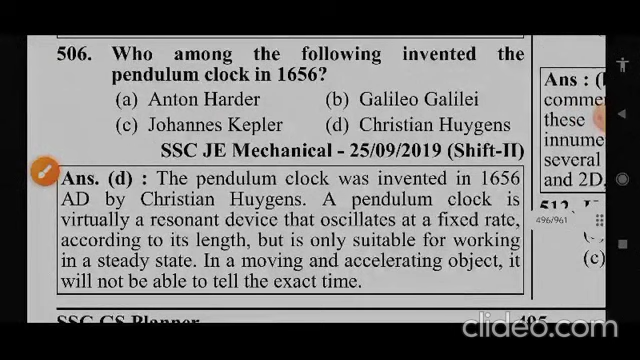 506. Who among the following invented the
pendulum clock in 1656?
(a) Anton Harder (b) Galileo Galilei
(c) Johannes Kepler (d) Christian Huygens
SSC JE Mechanical - 25/09/2019 (Shift-II)
Ans. (d) : The pendulum clock was invented in 1656
AD by Christian Huygens. A pendulum clock is
virtually a resonant device that oscillates at a fixed rate,
according to its length, but is only suitable for working
in a steady state. In a moving and accelerating object, it
will not be able to tell the exact time.
SSC GS Planner 495
Ans : (
comme
these
innume
several
and 2D,
512.
496/961
(c)
clideo.com